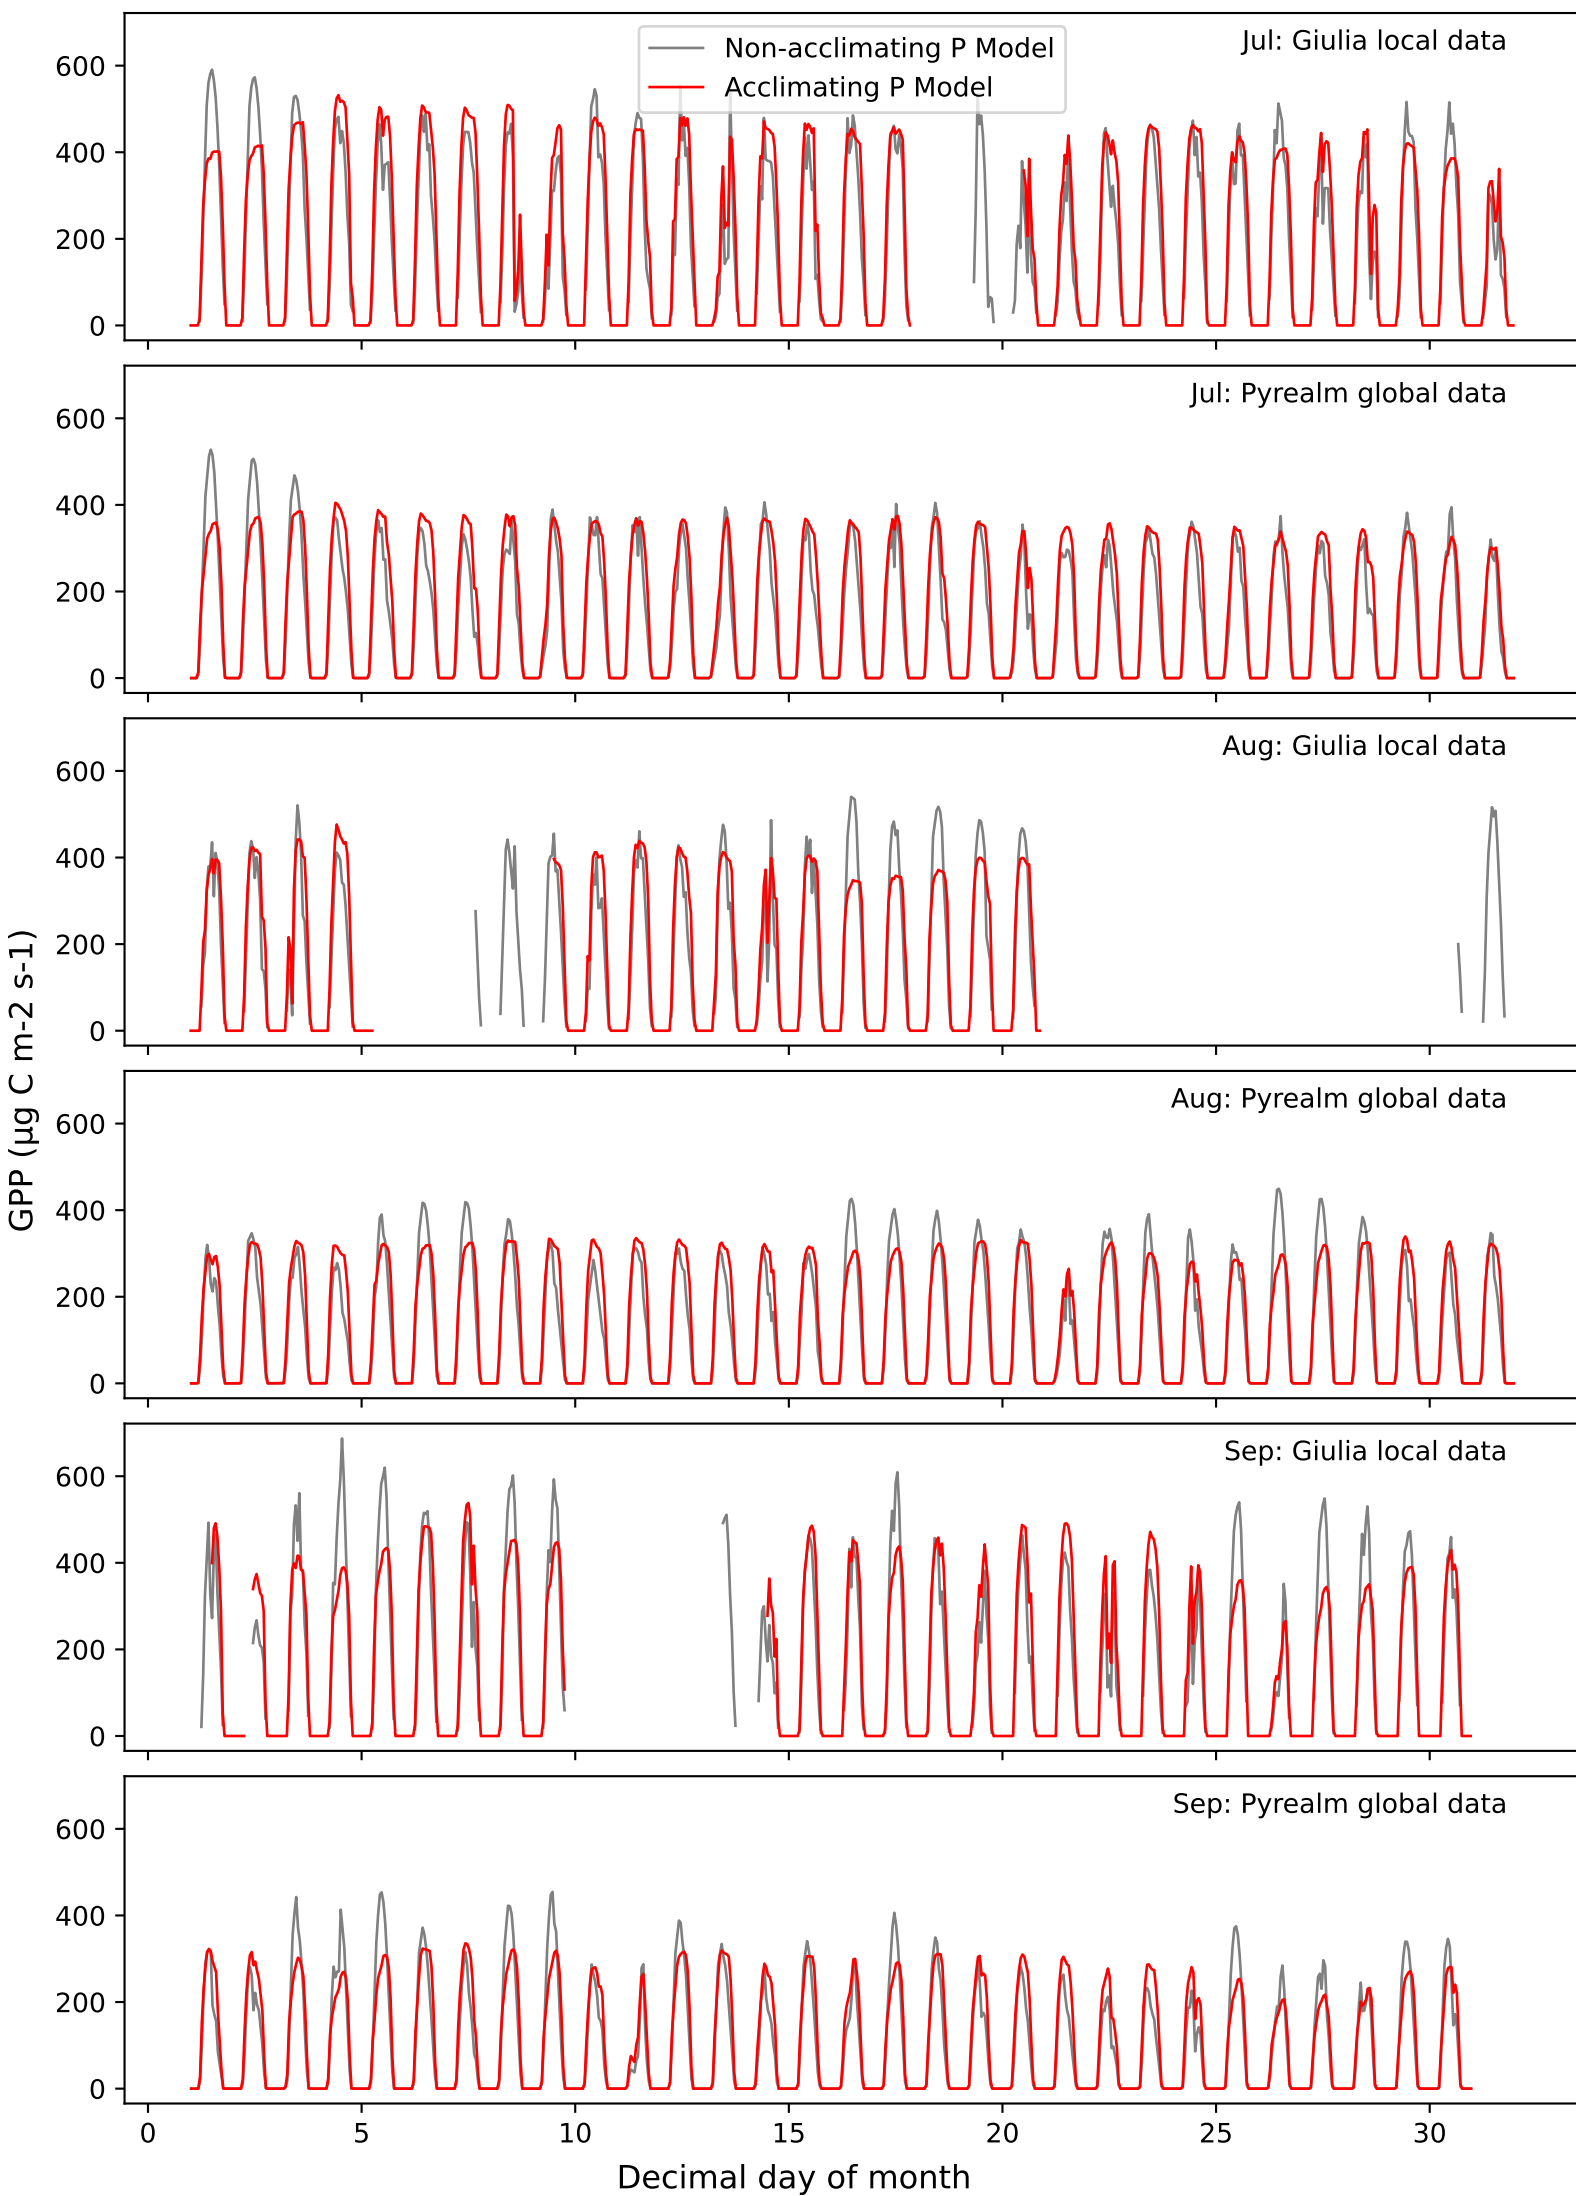 Non-acclimating P Model
Acclimating P Model
Jul: Giulia local data
600
400
200
0
Jul: Pyrealm global data
600
400
200
0
Aug: Giulia local data
600
400
200
0
Aug: Pyrealm global data
600
400
200
0
Sep: Giulia local data
600
400
200
0
Sep: Pyrealm global data
600
400
200
0
0 5 10 15 20 25 30
Decimal day of month
GPP (µg C m-2 s-1)